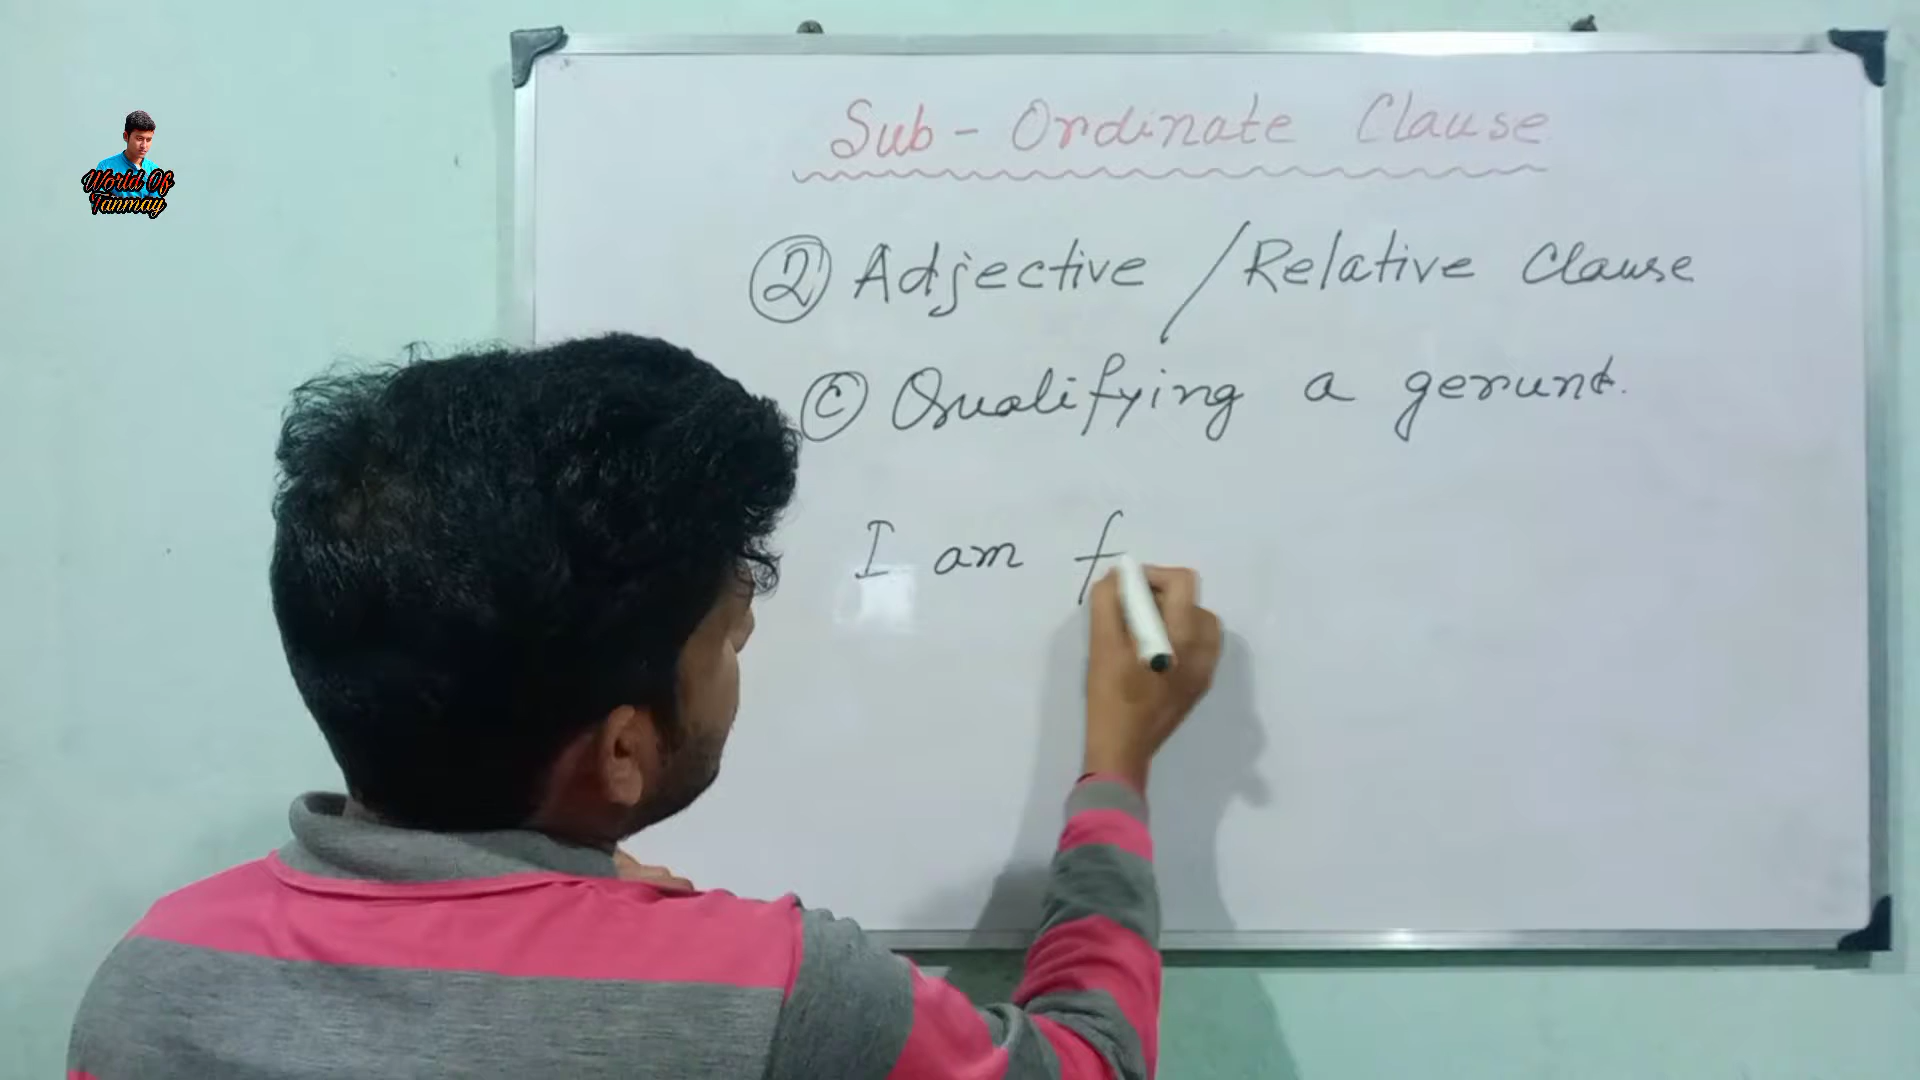 World Of
Tanmay
Sub - Ordinate Clause
② Adjective / Relative Clause
Ⓒ Qualifying a gerund.
I am f